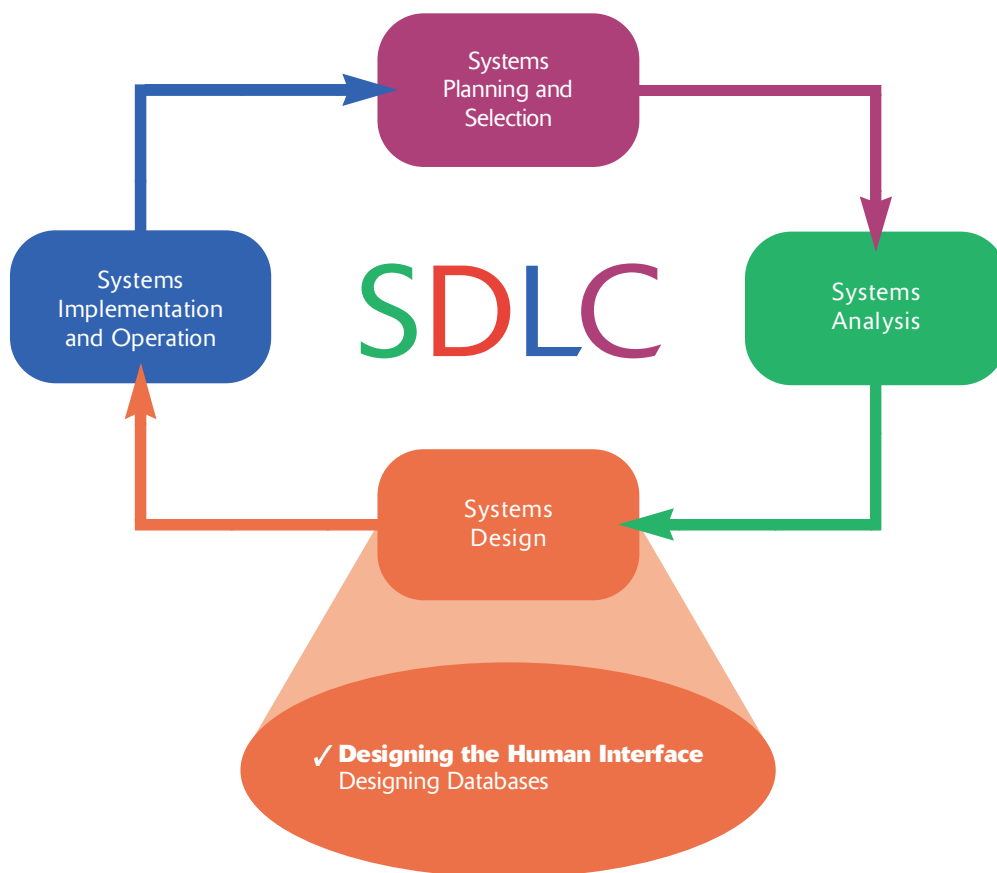 Systems
Planning and
Selection
Systems
Implementation
and Operation
SDLC
Systems
Analysis
Systems
Design
✓ Designing the Human Interface
Designing Databases